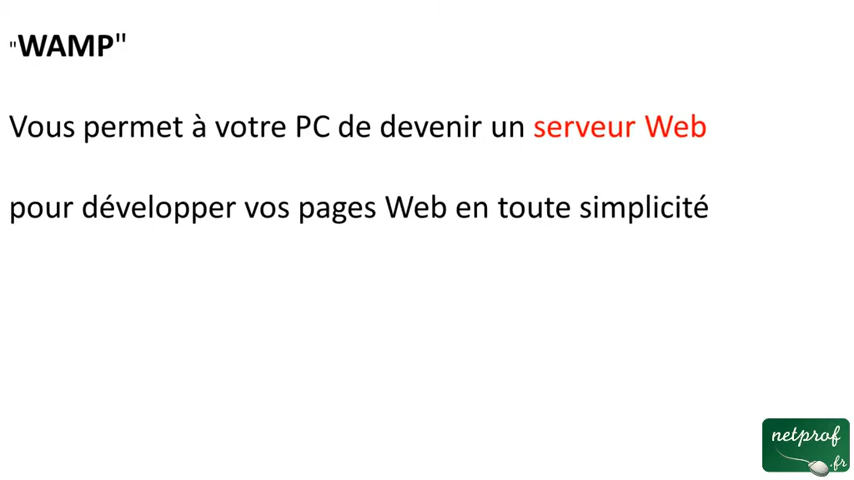 "WAMP"
Vous permet à votre PC de devenir un serveur Web
pour développer vos pages Web en toute simplicité
netprof
.fr